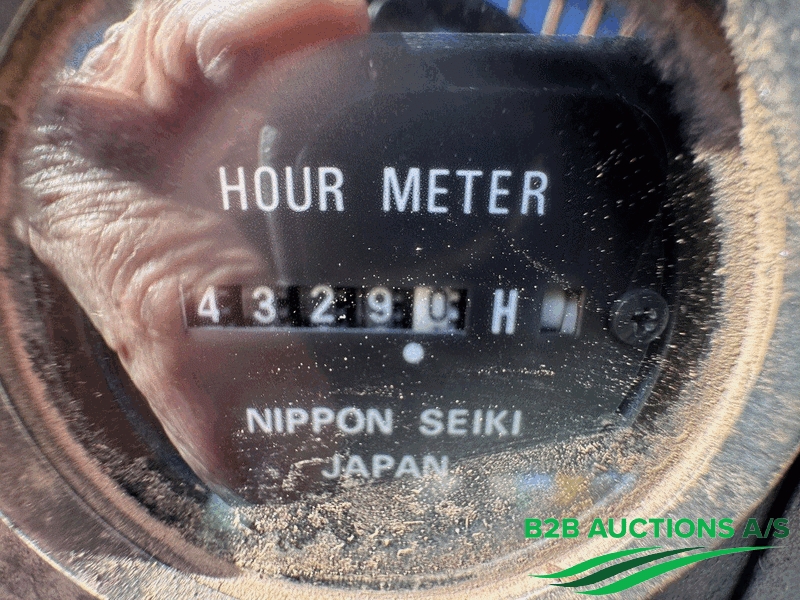 HOUR METER
43290 H
NIPPON SEIKI
JAPAN
B2B AUCTIONS A/S